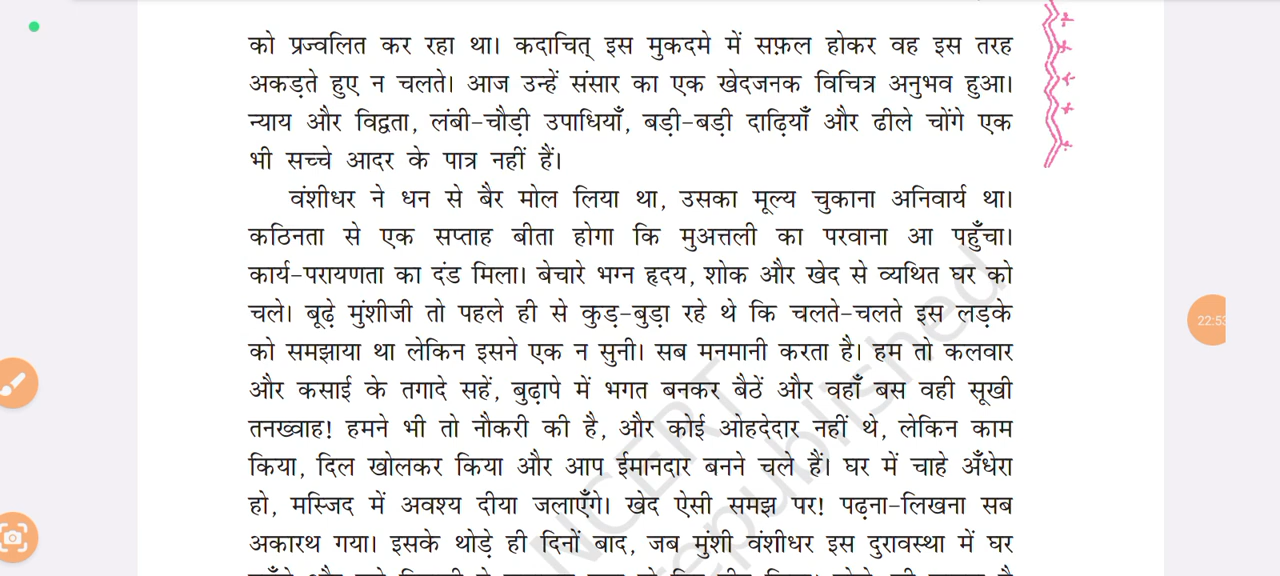 को प्रज्वलित कर रहा था। कदाचित् इस मुकदमे में सफ़ल होकर वह इस तरह
अकड़ते हुए न चलते। आज उन्हें संसार का एक खेदजनक विचित्र अनुभव हुआ।
न्याय और विद्वता, लंबी-चौड़ी उपाधियाँ, बड़ी-बड़ी दाढ़ियाँ और ढीले चोंगे एक
भी सच्चे आदर के पात्र नहीं हैं।
वंशीधर ने धन से बैर मोल लिया था, उसका मूल्य चुकाना अनिवार्य था।
कठिनता से एक सप्ताह बीता होगा कि मुअत्तली का परवाना आ पहुँचा।
कार्य-परायणता का दंड मिला। बेचारे भग्न हृदय, शोक और खेद से व्यथित घर को
चले। बूढ़े मुंशीजी तो पहले ही से कुड़-बुड़ा रहे थे कि चलते-चलते इस लड़के
को समझाया था लेकिन इसने एक न सुनी। सब मनमानी करता है। हम तो कलवार
और कसाई के तगादे सहें, बुढ़ापे में भगत बनकर बैठें और वहाँ बस वही सूखी
तनख्वाह! हमने भी तो नौकरी की है, और कोई ओहदेदार नहीं थे, लेकिन काम
किया, दिल खोलकर किया और आप ईमानदार बनने चले हैं। घर में चाहे अँधेरा
हो, मस्जिद में अवश्य दीया जलाएँगे। खेद ऐसी समझ पर! पढ़ना-लिखना सब
अकारथ गया। इसके थोड़े ही दिनों बाद, जब मुंशी वंशीधर इस दुरावस्था में घर
NCERT
republished
22:53